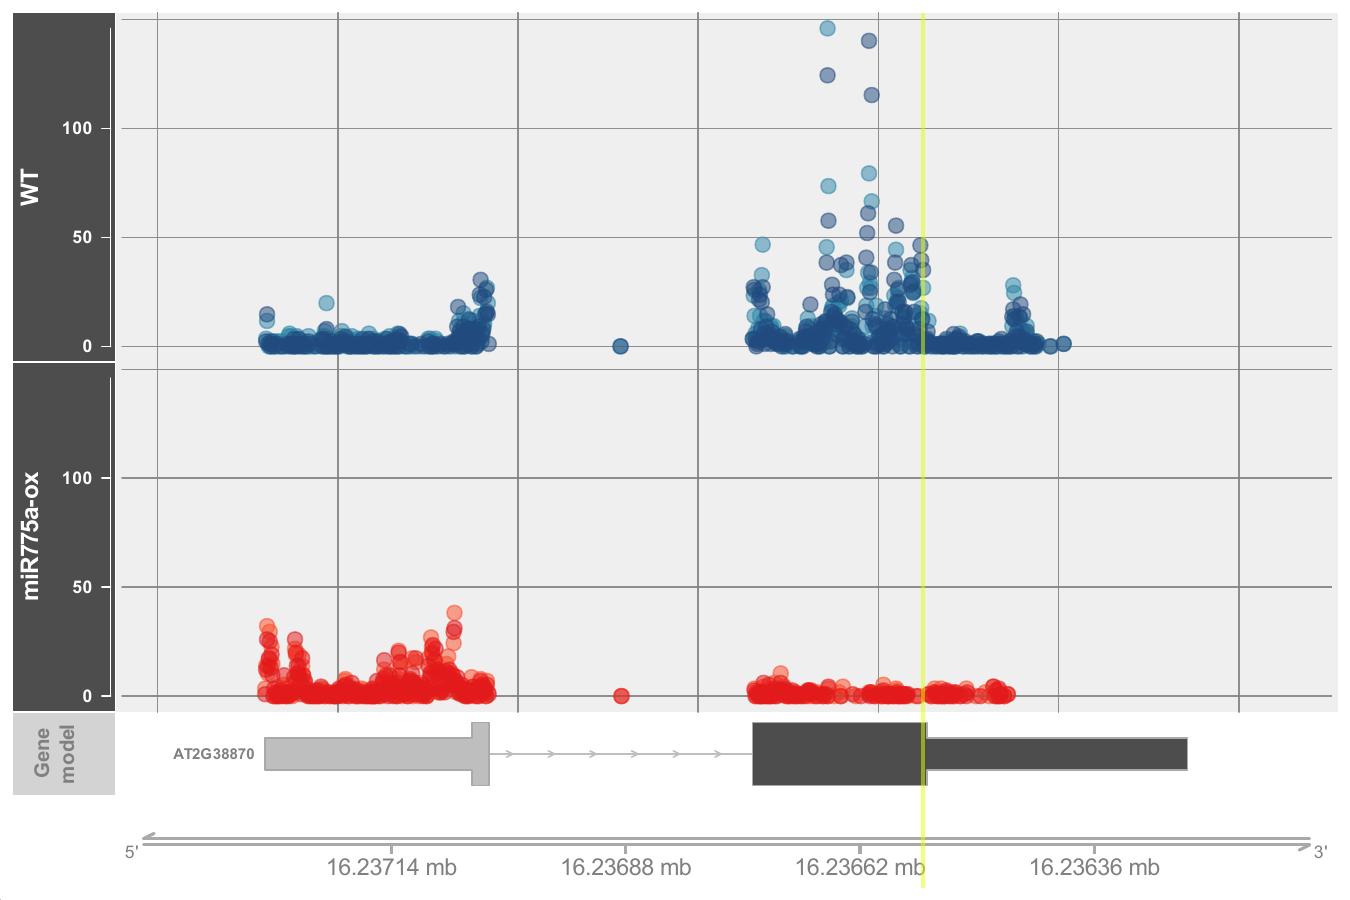 WT
100
50
0
miR775a-ox
100
50
0
Gene
model
AT2G38870
5'
3'
16.23714 mb
16.23688 mb
16.23662 mb
16.23636 mb